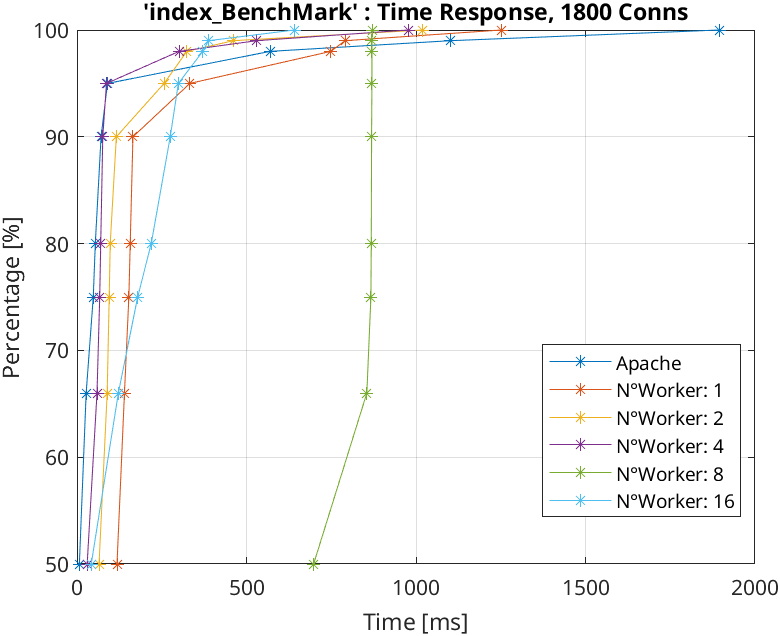 'index_BenchMark' : Time Response, 1800 Conns
100
90
80
70
60
50
Percentage [%]
0
500
1000
1500
2000
Time [ms]
Apache
N°Worker: 1
N°Worker: 2
N°Worker: 4
N°Worker: 8
N°Worker: 16